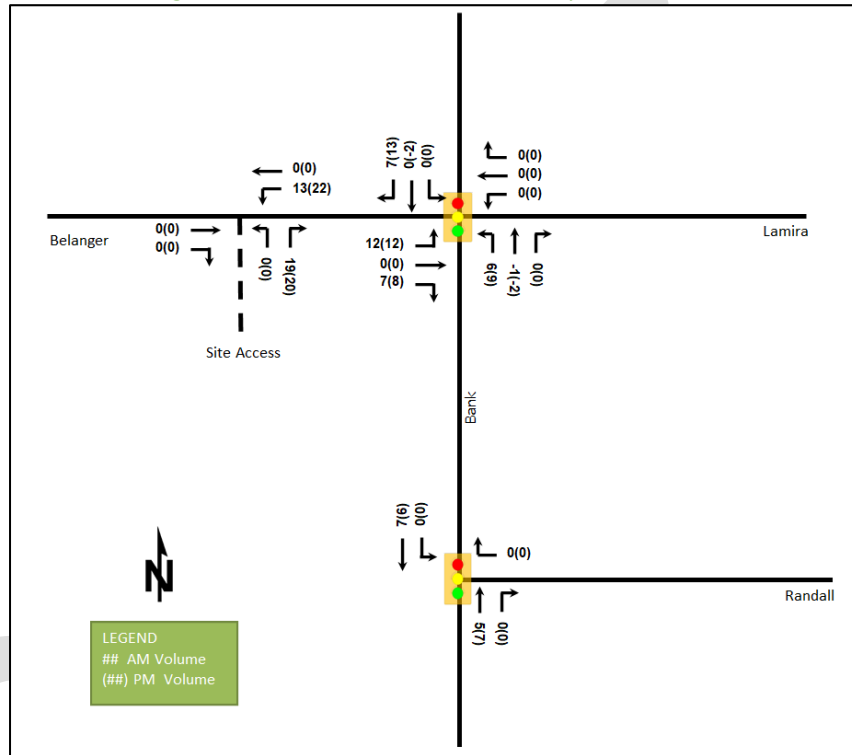 7(13)
0(-2)
0(0)
0(0)
0(0)
0(0)
0(0)
13(22)
Belanger
0(0)
0(0)
0(0)
19(20)
12(12)
0(0)
7(8)
6(9)
-1(-2)
0(0)
Lamira
Site Access
Bank
7(6)
0(0)
0(0)
Randall
5(7)
0(0)
N
LEGEND
## AM Volume
(##) PM Volume